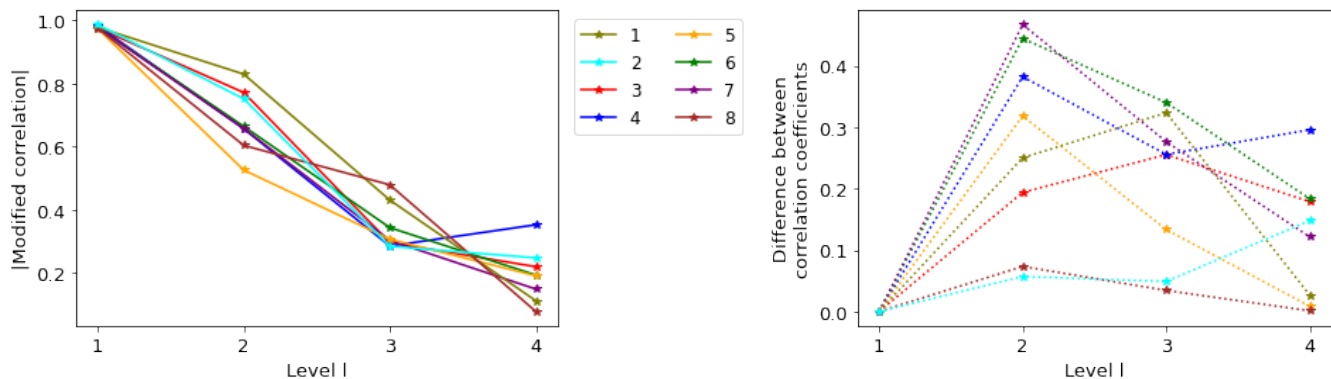 |Modified correlation|
1.0
0.8
0.6
0.4
0.2
1 2 3 4
Level l
1 5
2 6
3 7
4 8
Difference between
correlation coefficients
0.4
0.3
0.2
0.1
0.0
1 2 3 4
Level l